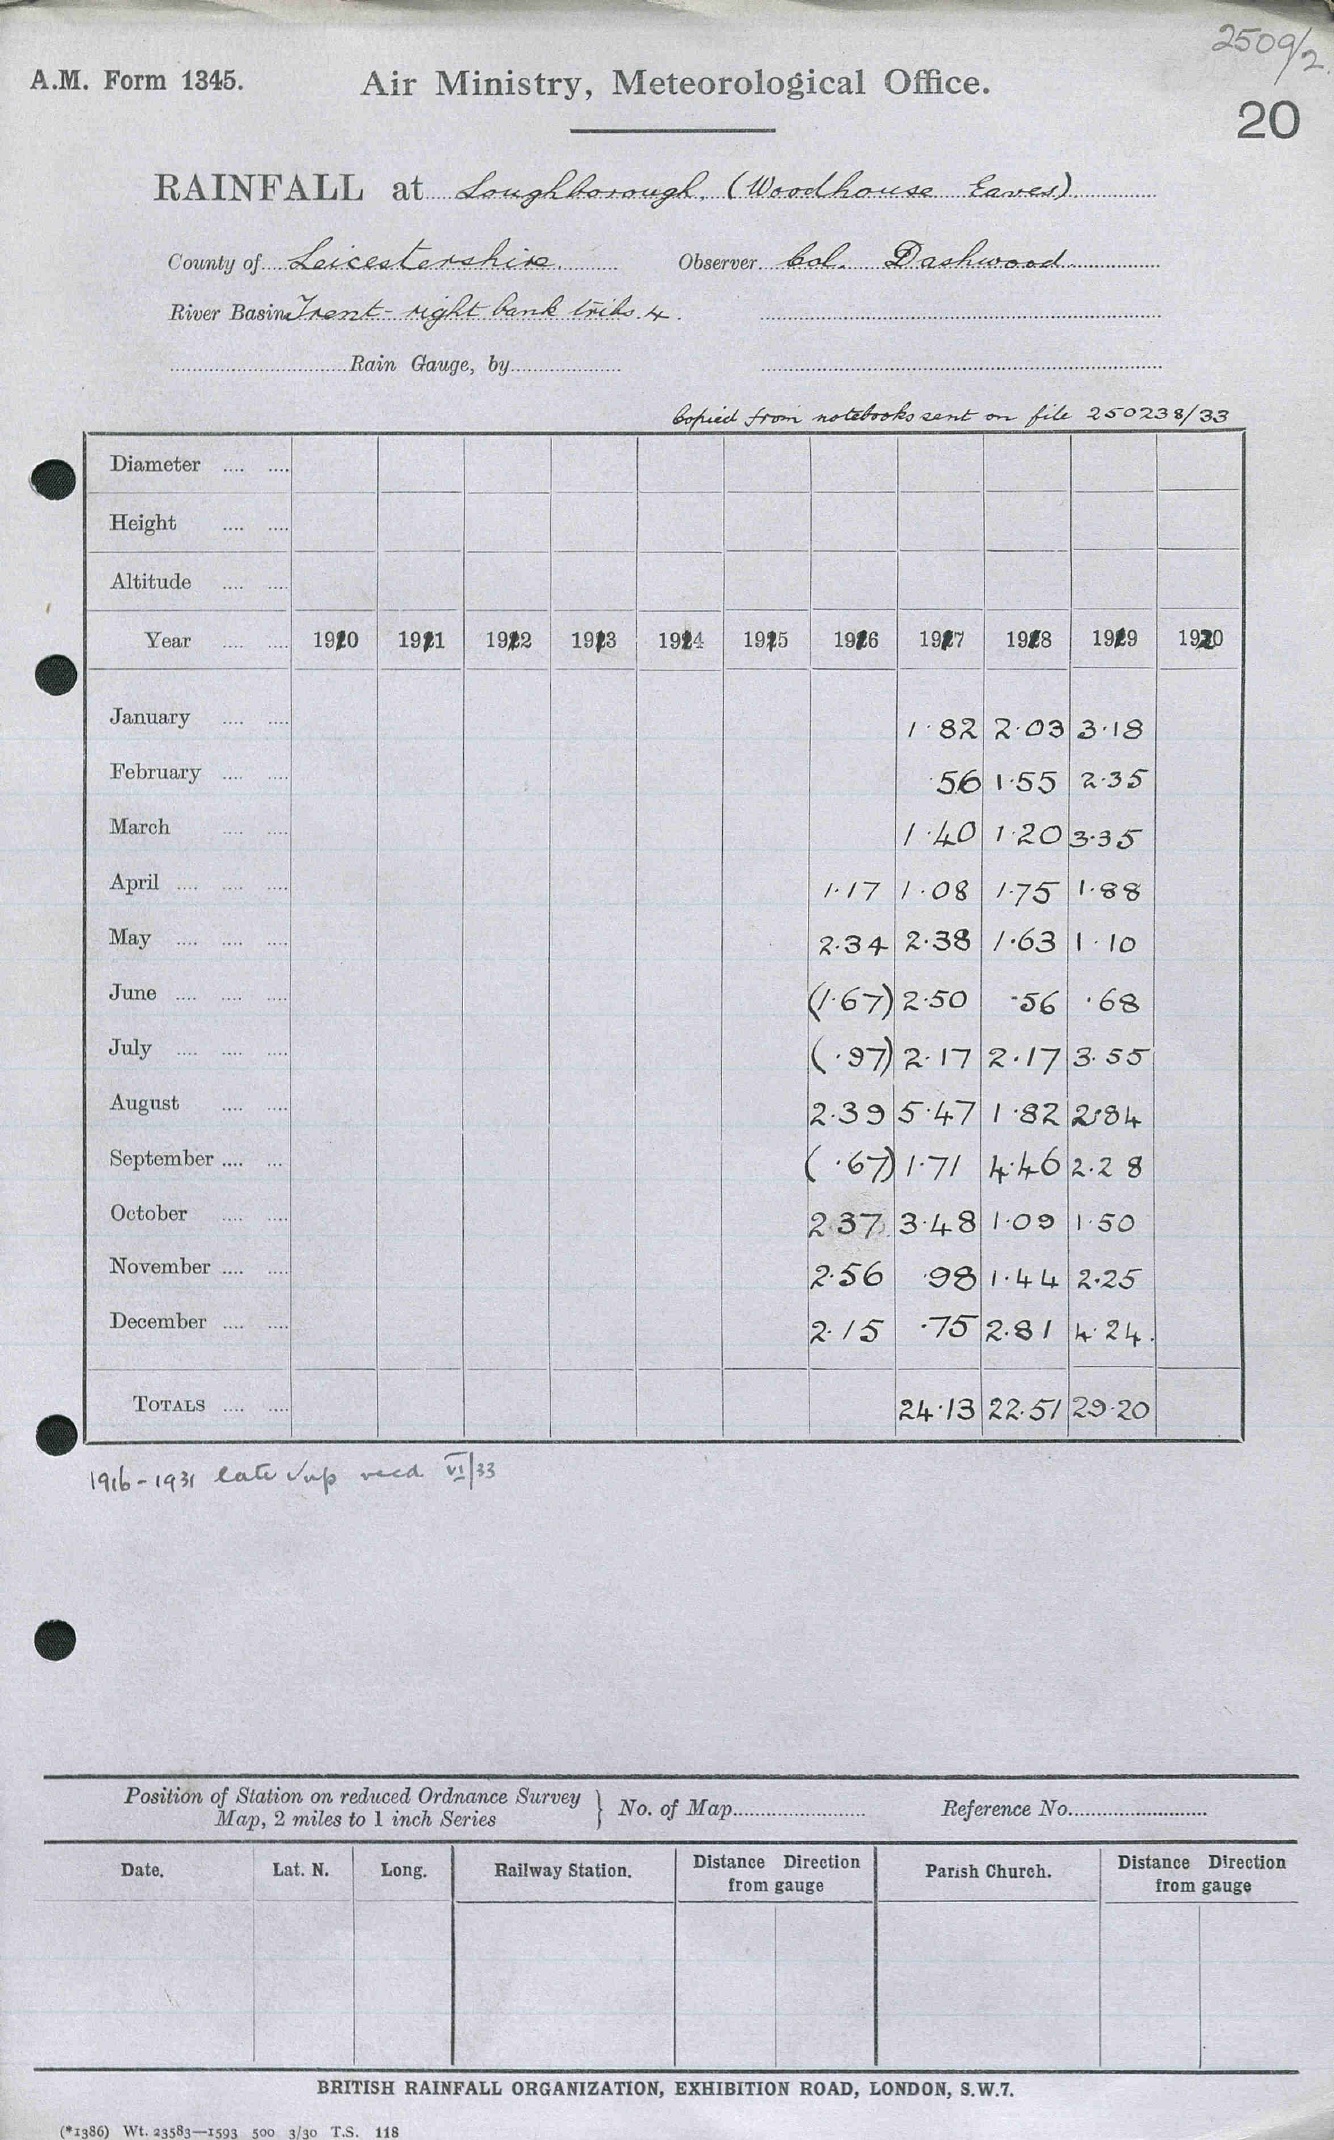 2509/2.
A.M. Form 1345. Air Ministry, Meteorological Office.
20
RAINFALL at Loughborough. (Woodhouse Eaves)
County of Leicestershire. Observer Col. Dashwood
River Basin Trent - right bank tribs. 4.
Rain Gauge, by
Copied from notebooks sent on file 250238/33
Diameter
Height
Altitude
Year 1910 1911 1912 1913 1914 1915 1916 1917 1918 1919 1920
January 1.82 2.03 3.18
February .56 1.55 2.35
March 1.40 1.20 3.35
April 1.17 1.08 1.75 1.88
May 2.34 2.38 1.63 1.10
June (1.67) 2.50 .56 .68
July (.97) 2.17 2.17 3.55
August 2.39 5.47 1.82 2.84
September (.67) 1.71 4.46 2.28
October 2.37 3.48 1.09 1.50
November 2.56 .98 1.44 2.25
December 2.15 .75 2.81 4.24.
TOTALS 24.13 22.51 29.20
1916-1931 late recd VI/33
Position of Station on reduced Ordnance Survey
Map, 2 miles to 1 inch Series } No. of Map Reference No.
Date. Lat. N. Long. Railway Station. Distance Direction from gauge Parish Church. Distance Direction from gauge
BRITISH RAINFALL ORGANIZATION, EXHIBITION ROAD, LONDON, S.W.7.
(*1386) Wt. 23583—1593 500 3/30 T.S. 118